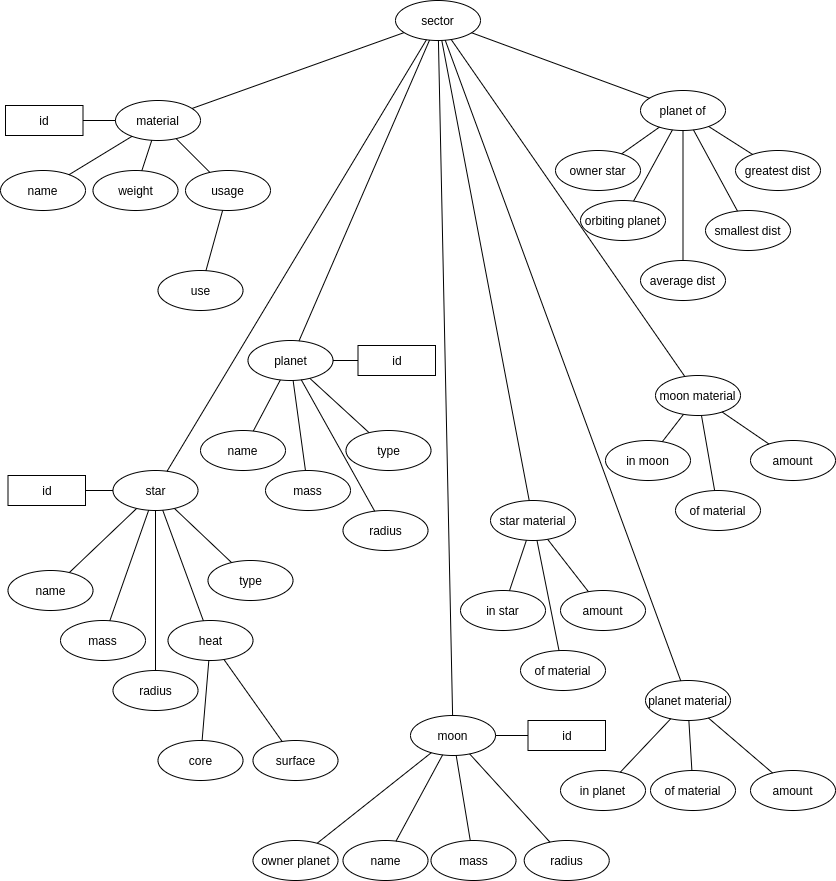 sector
material
id
name
weight
usage
use
planet of
owner star
greatest dist
orbiting planet
smallest dist
average dist
planet
id
name
type
mass
radius
moon material
in moon
amount
of material
star
id
name
type
mass
heat
radius
core
surface
star material
in star
amount
of material
planet material
in planet
of material
amount
moon
id
owner planet
name
mass
radius